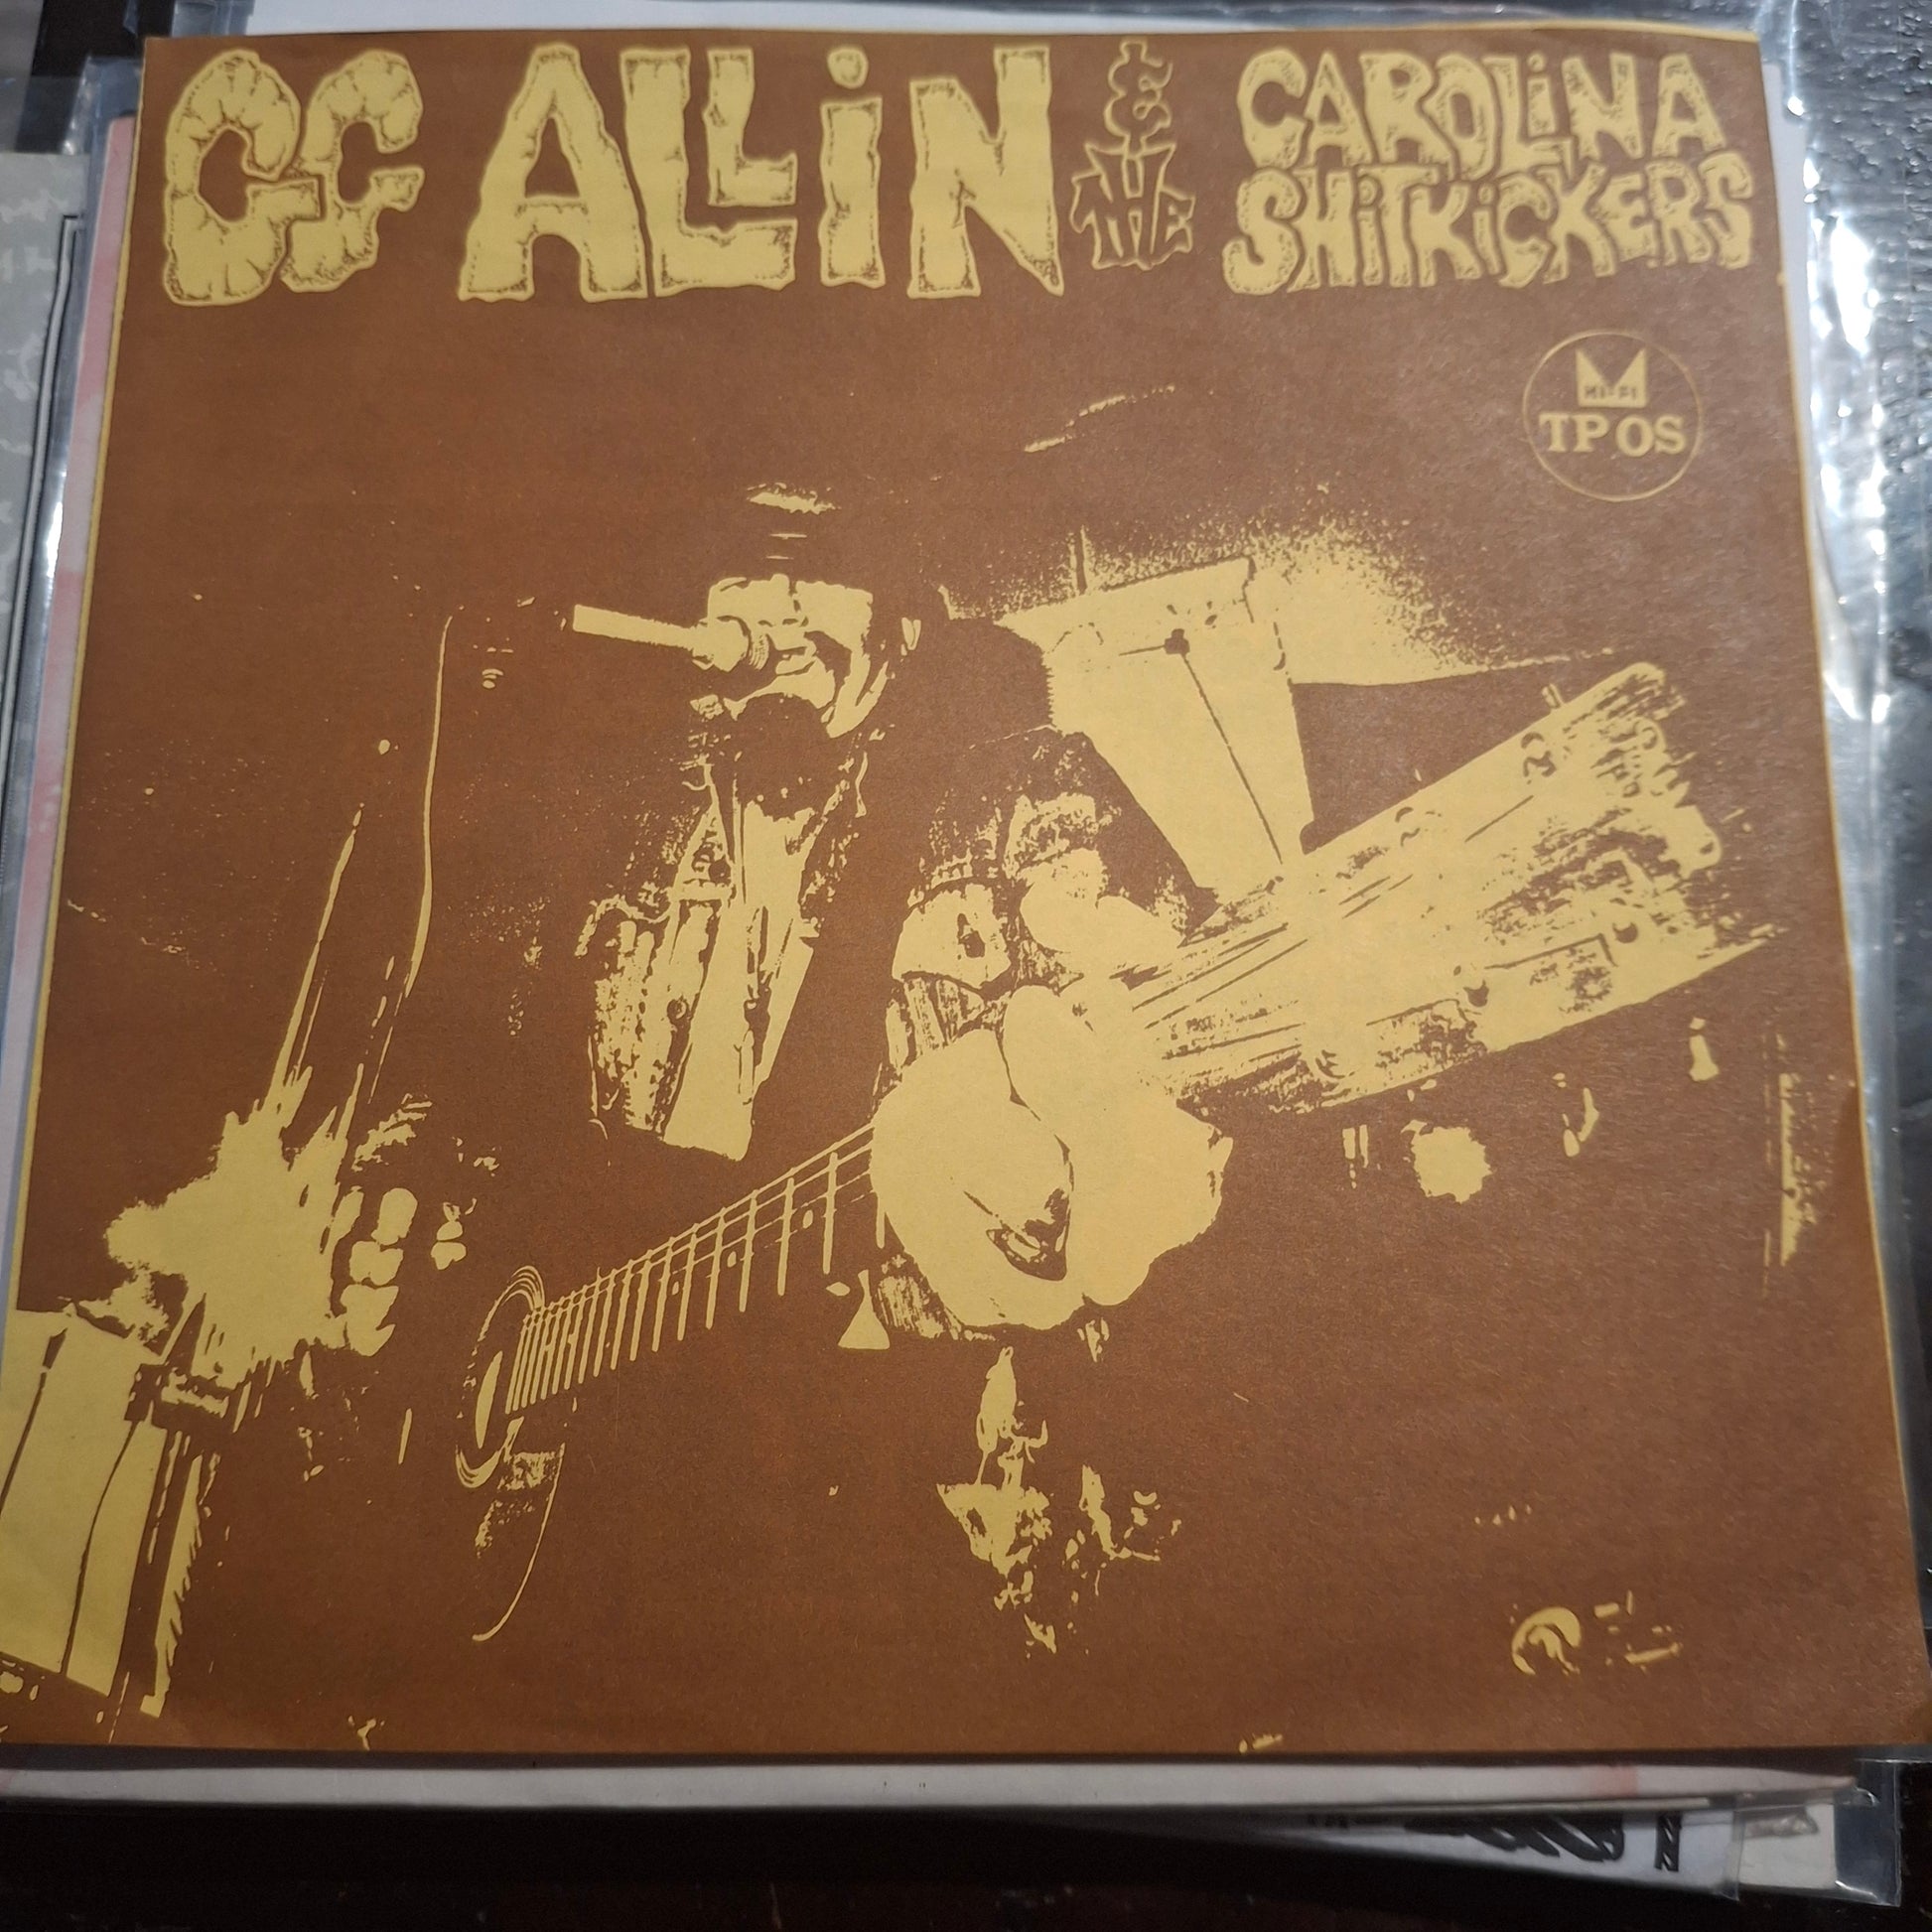 GG ALLiN & THE CAROLiNA SHiTKiCKERS
HI-FI
TPOS